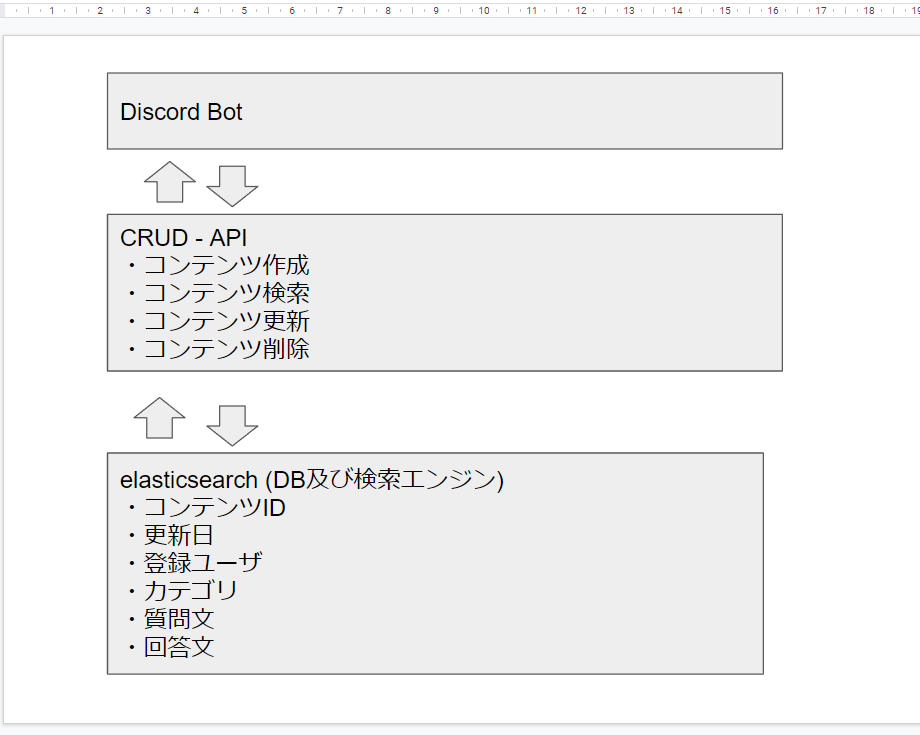 1 2 3 4 5 6 7 8 9 10 11 12 13 14 15 16 17 18
Discord Bot
CRUD - API
・コンテンツ作成
・コンテンツ検索
・コンテンツ更新
・コンテンツ削除
elasticsearch (DB及び検索エンジン)
・コンテンツID
・更新日
・登録ユーザ
・カテゴリ
・質問文
・回答文